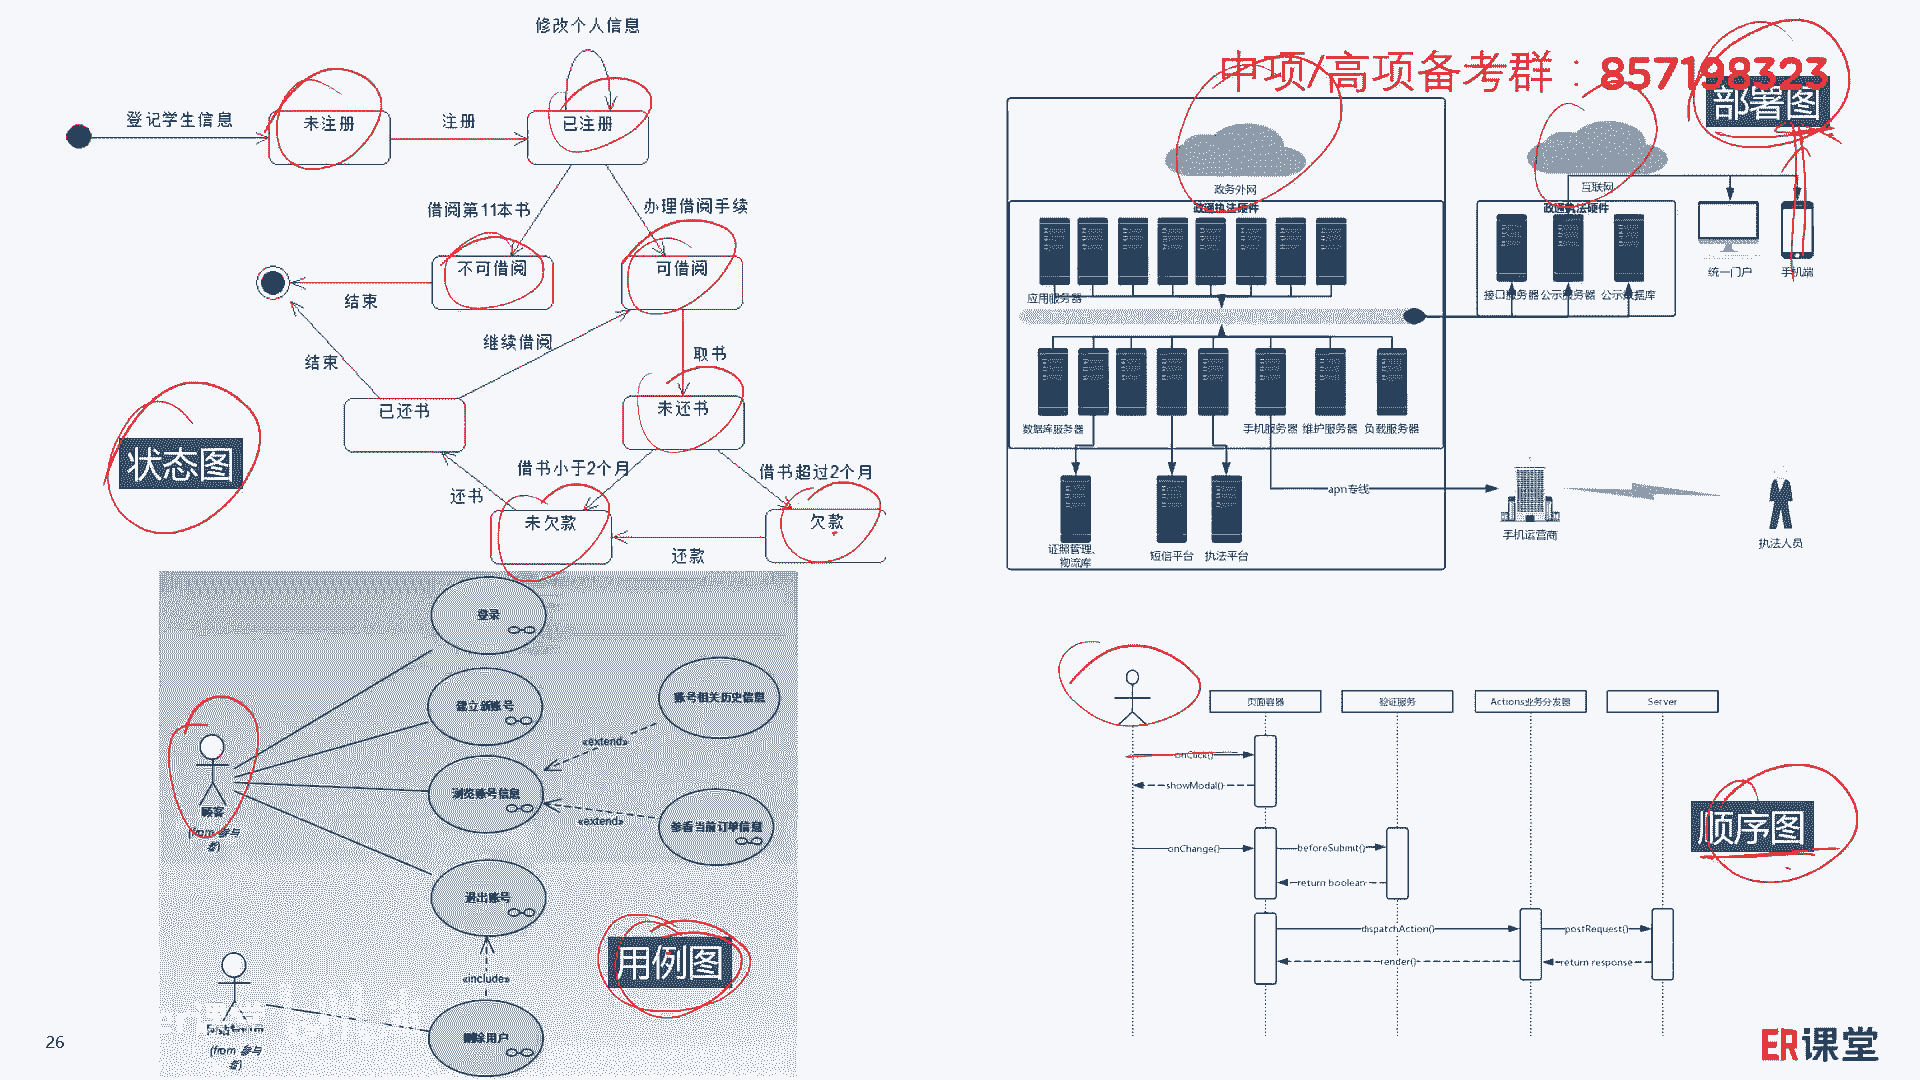 中项/高项备考群：857198323
修改个人信息
登记学生信息
未注册
注册
已注册
借阅第11本书
办理借阅手续
不可借阅
可借阅
结束
继续借阅
取书
结束
已还书
未还书
借书小于2个月
借书超过2个月
还书
未欠款
欠款
还款
状态图
部署图
政务外网
互联网
政通执法硬件
政通执法硬件
应用服务器
接口服务器
公示服务器
公示数据库
统一门户
手机端
数据库服务器
手机服务器
维护服务器
负载服务器
apn专线
证照管理、
物流库
短信平台
执法平台
手机运营商
执法人员
登录
建立新账号
账号相关历史信息
«extend»
浏览账号信息
«extend»
参看当前订单信息
顾客
(from 参与
者)
退出账号
«include»
删除用户
(from 参与
者)
用例图
页面容器
验证服务
Actions业务分发器
Server
onClick()
showModal()
onChange()
beforeSubmit()
return boolean
dispatchAction()
postRequest()
render()
return response
顺序图
26
ER课堂